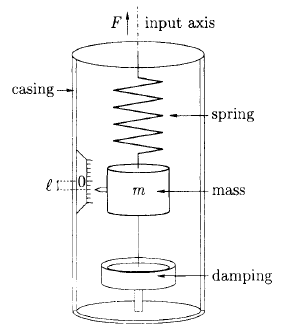 F input axis
casing
spring
0
ℓ
m
mass
damping